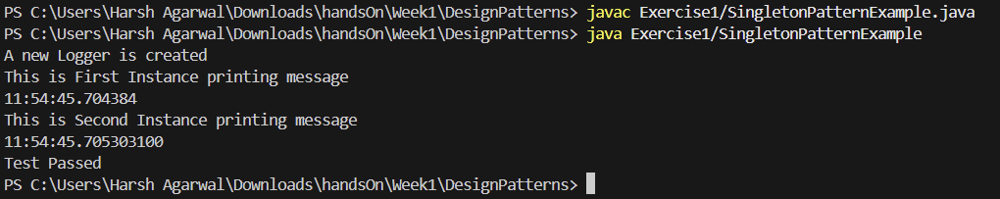 PS C:\Users\Harsh Agarwal\Downloads\handsOn\Week1\DesignPatterns> javac Exercise1/SingletonPatternExample.java
PS C:\Users\Harsh Agarwal\Downloads\handsOn\Week1\DesignPatterns> java Exercise1/SingletonPatternExample
A new Logger is created
This is First Instance printing message
11:54:45.704384
This is Second Instance printing message
11:54:45.705303100
Test Passed
PS C:\Users\Harsh Agarwal\Downloads\handsOn\Week1\DesignPatterns>